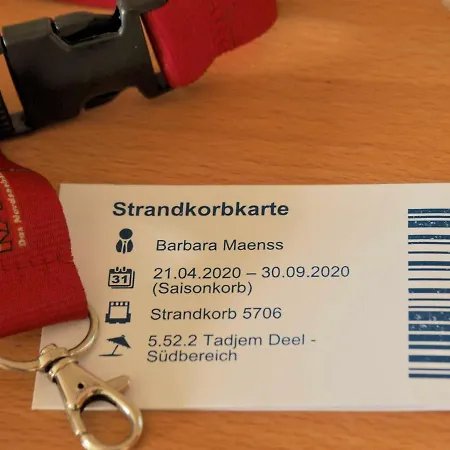 Strandkorbkarte
Barbara Maenss
31
21.04.2020 – 30.09.2020
(Saisonkorb)
Strandkorb 5706
5.52.2 Tadjem Deel -
Südbereich